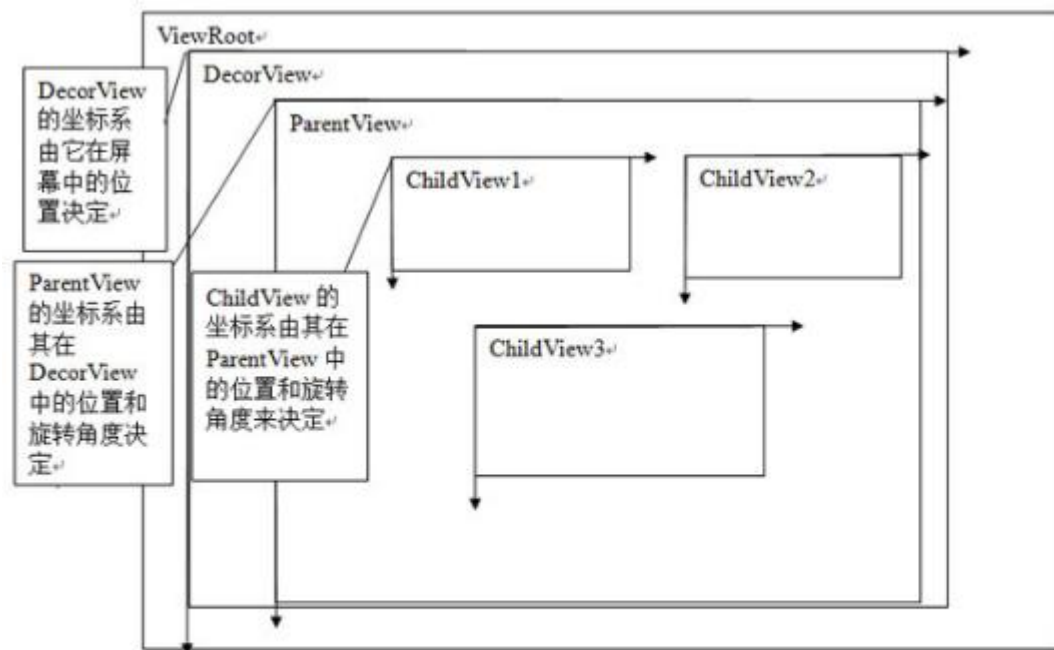 ViewRoot
DecorView
的坐标系
由它在屏
幕中的位
置决定
DecorView
ParentView
ChildView1
ChildView2
ParentView
的坐标系由
其在
DecorView
中的位置和
旋转角度决
定
ChildView 的
坐标系由其在
ParentView 中
的位置和旋转
角度来决定
ChildView3